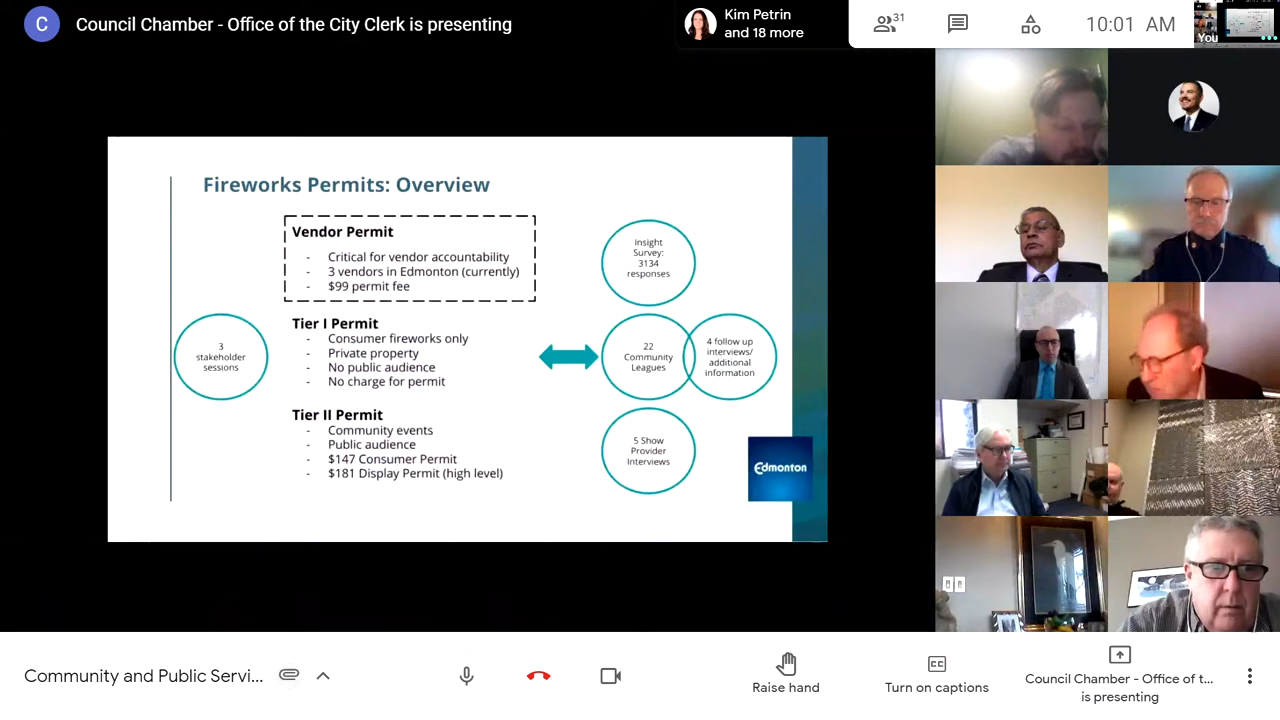 C
Council Chamber - Office of the City Clerk is presenting
Kim Petrin
and 18 more
31
10:01 AM
You
Fireworks Permits: Overview
Vendor Permit
- Critical for vendor accountability
- 3 vendors in Edmonton (currently)
- $99 permit fee
Tier I Permit
- Consumer fireworks only
- Private property
- No public audience
- No charge for permit
Tier II Permit
- Community events
- Public audience
- $147 Consumer Permit
- $181 Display Permit (high level)
3
stakeholder
sessions
Insight
Survey:
3134
responses
22
Community
Leagues
4 follow up
interviews/
additional
information
5 Show
Provider
Interviews
Edmonton
Community and Public Servi...
Raise hand
CC
Turn on captions
Council Chamber - Office of t...
is presenting